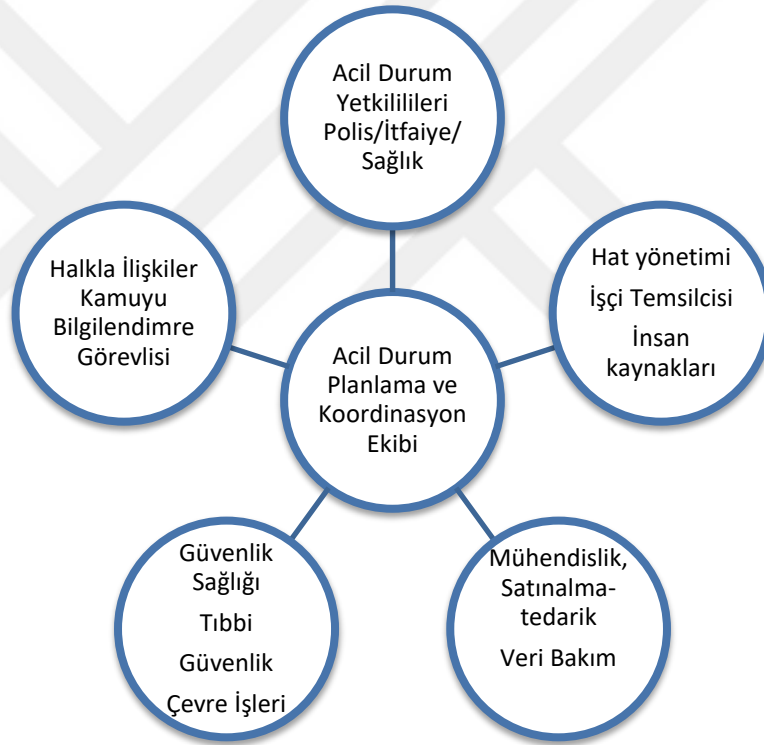 Acil Durum
Yetkililileri
Polis/İtfaiye/
Sağlık
Halkla İlişkiler
Kamuyu
Bilgilendimre
Görevlisi
Hat yönetimi
İşçi Temsilcisi
İnsan
kaynakları
Acil Durum
Planlama ve
Koordinasyon
Ekibi
Güvenlik
Sağlığı
Tıbbi
Güvenlik
Çevre İşleri
Mühendislik,
Satınalma-
tedarik
Veri Bakım